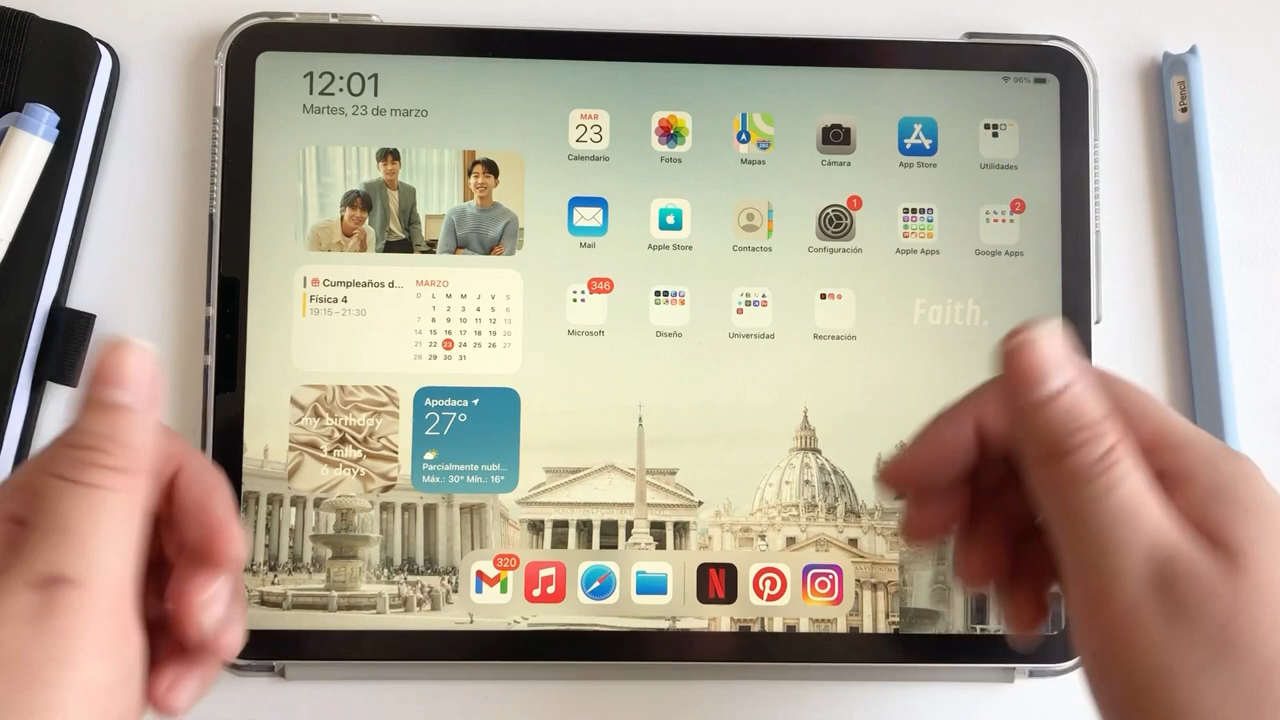 12:01
Martes, 23 de marzo
96%
MAR
23
Calendario
Fotos
Mapas
Cámara
App Store
Utilidades
Mail
Apple Store
Contactos
1
Configuración
Apple Apps
2
Google Apps
346
Microsoft
Diseño
Universidad
Recreación
Faith.
Cumpleaños d...
Física 4
19:15–21:30
MARZO
D L M M J V S
1 2 3 4 5 6
7 8 9 10 11 12 13
14 15 16 17 18 19 20
21 22 23 24 25 26 27
28 29 30 31
my birthday
3 mths,
6 days
Apodaca
27°
Parcialmente nubl...
Máx.: 30° Mín.: 16°
320
N
Pencil